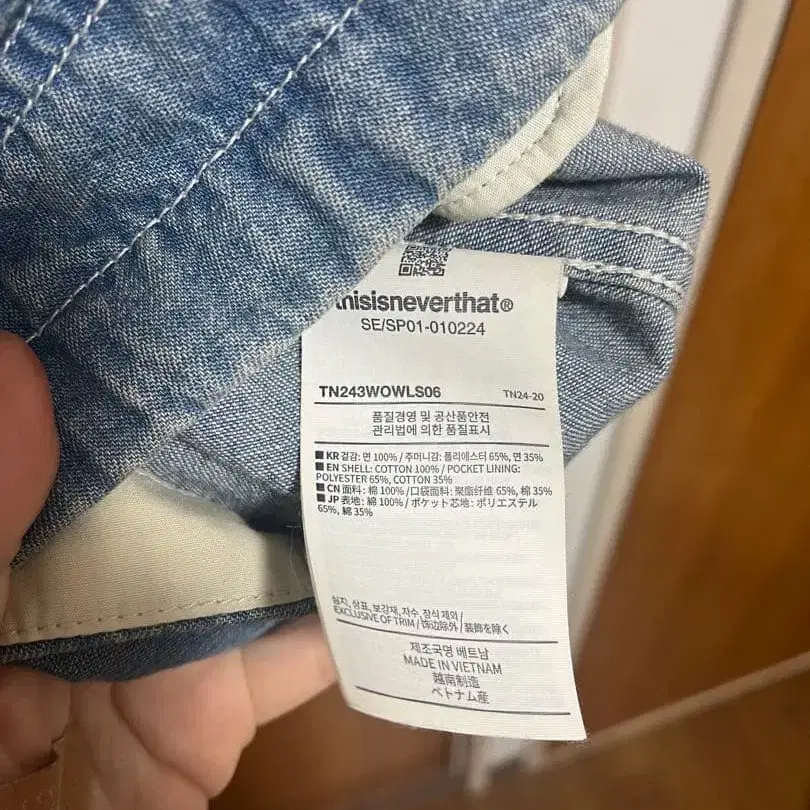 thisisneverthat®
SE/SP01-010224
TN243WOWLS06 TN24-20
품질경영 및 공산품안전
관리법에 의한 품질표시
KR 겉감: 면 100% / 주머니감: 폴리에스터 65%, 면 35%
EN SHELL: COTTON 100% / POCKET LINING:
POLYESTER 65%, COTTON 35%
CN 面料: 棉 100% / 口袋面料: 聚酯纤维 65%, 棉 35%
JP 表地: 綿 100% / ポケット芯地: ポリエステル
65%, 綿 35%
심지, 상표, 보강재, 자수, 장식 제외 /
EXCLUSIVE OF TRIM / 饰边除外 / 装飾を除く
제조국명 베트남
MADE IN VIETNAM
越南制造
ベトナム産